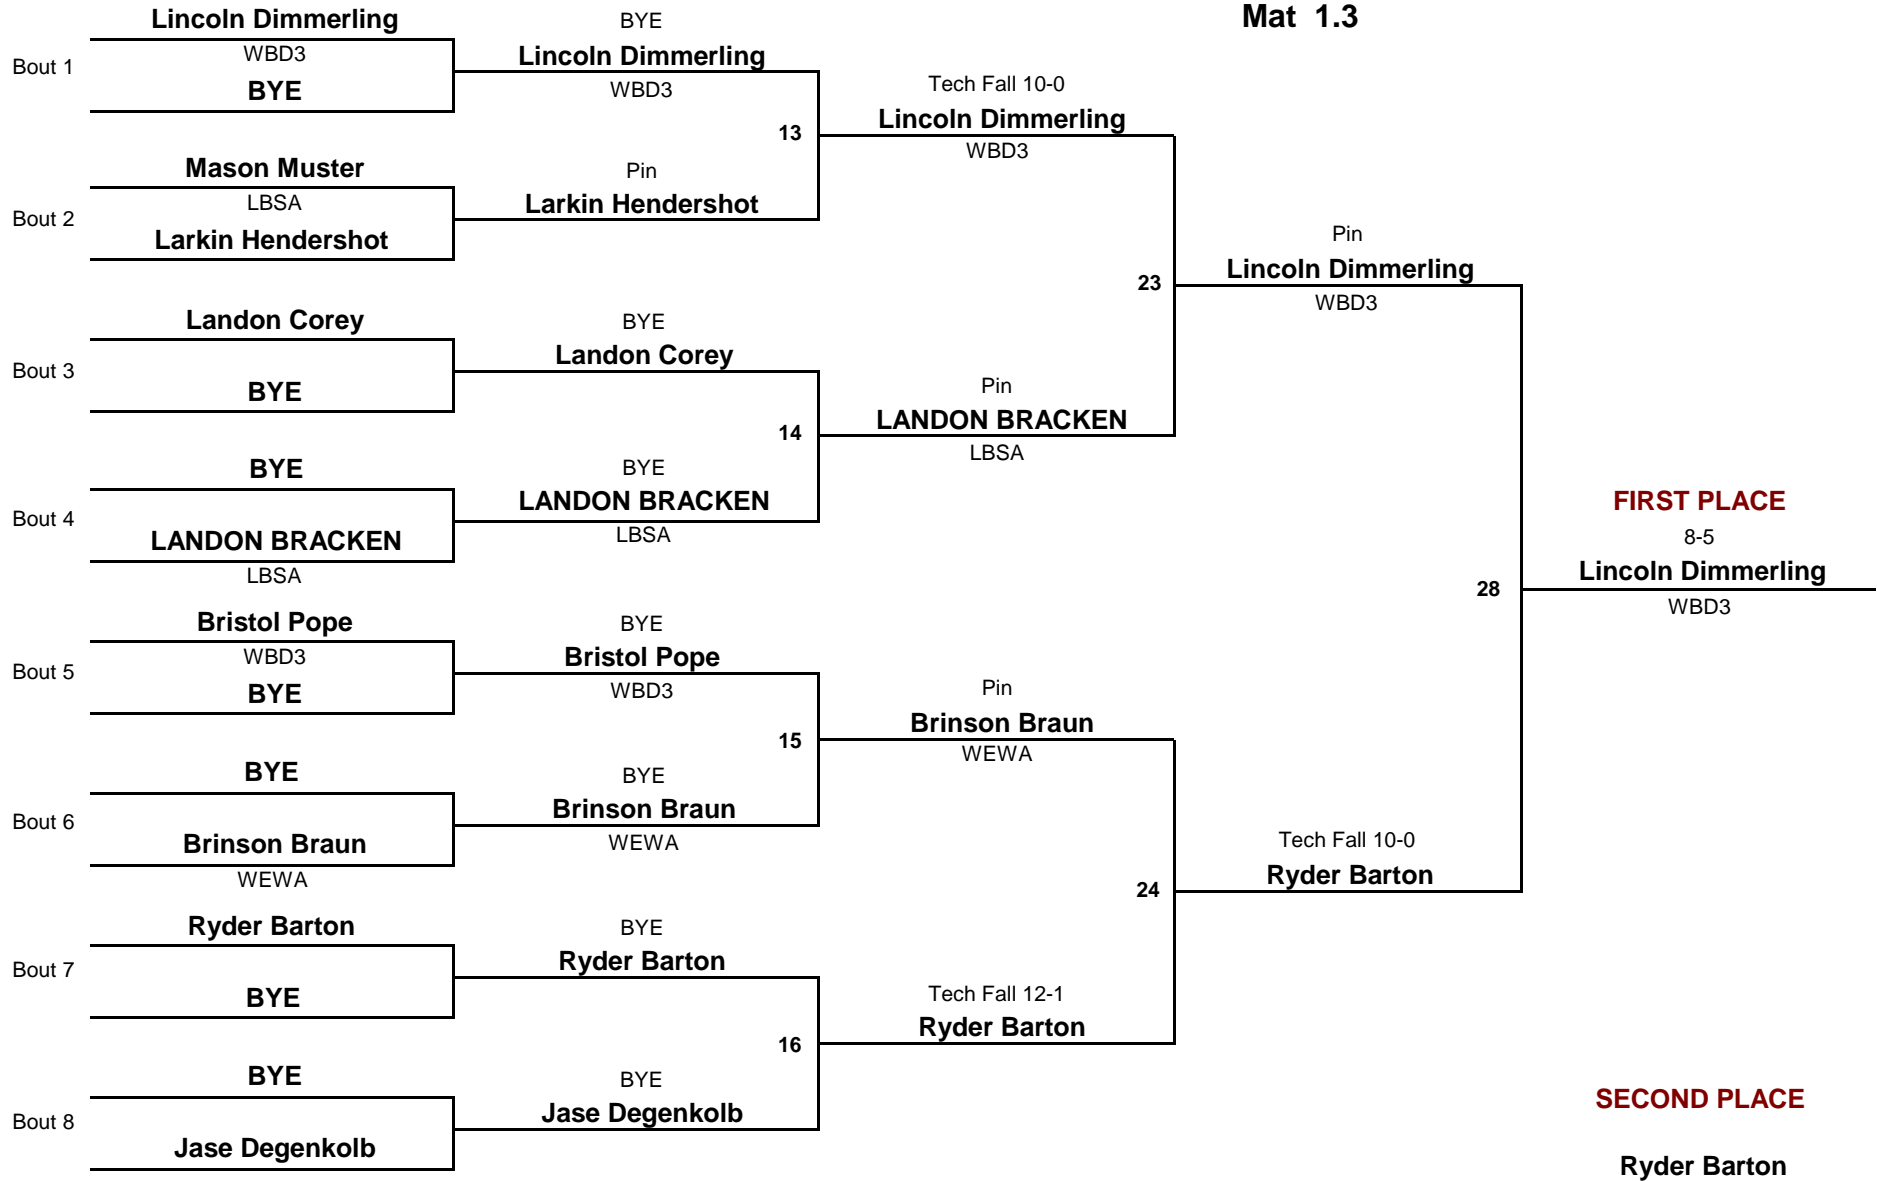 Mat 1.3
Lincoln Dimmerling
Bout 1
WBD3
BYE
Mason Muster
Bout 2
LBSA
Larkin Hendershot
Landon Corey
Bout 3
BYE
BYE
Bout 4
LANDON BRACKEN
LBSA
Bristol Pope
Bout 5
WBD3
BYE
BYE
Bout 6
Brinson Braun
WEWA
Ryder Barton
Bout 7
BYE
BYE
Bout 8
Jase Degenkolb
BYE
Lincoln Dimmerling
WBD3
13
Pin
Larkin Hendershot
BYE
Landon Corey
14
BYE
LANDON BRACKEN
LBSA
BYE
Bristol Pope
WBD3
15
BYE
Brinson Braun
WEWA
BYE
Ryder Barton
16
BYE
Jase Degenkolb
Tech Fall 10-0
Lincoln Dimmerling
WBD3
23
Pin
LANDON BRACKEN
LBSA
Pin
Brinson Braun
WEWA
24
Tech Fall 12-1
Ryder Barton
Pin
Lincoln Dimmerling
WBD3
28
Tech Fall 10-0
Ryder Barton
FIRST PLACE
8-5
Lincoln Dimmerling
WBD3
SECOND PLACE
Ryder Barton